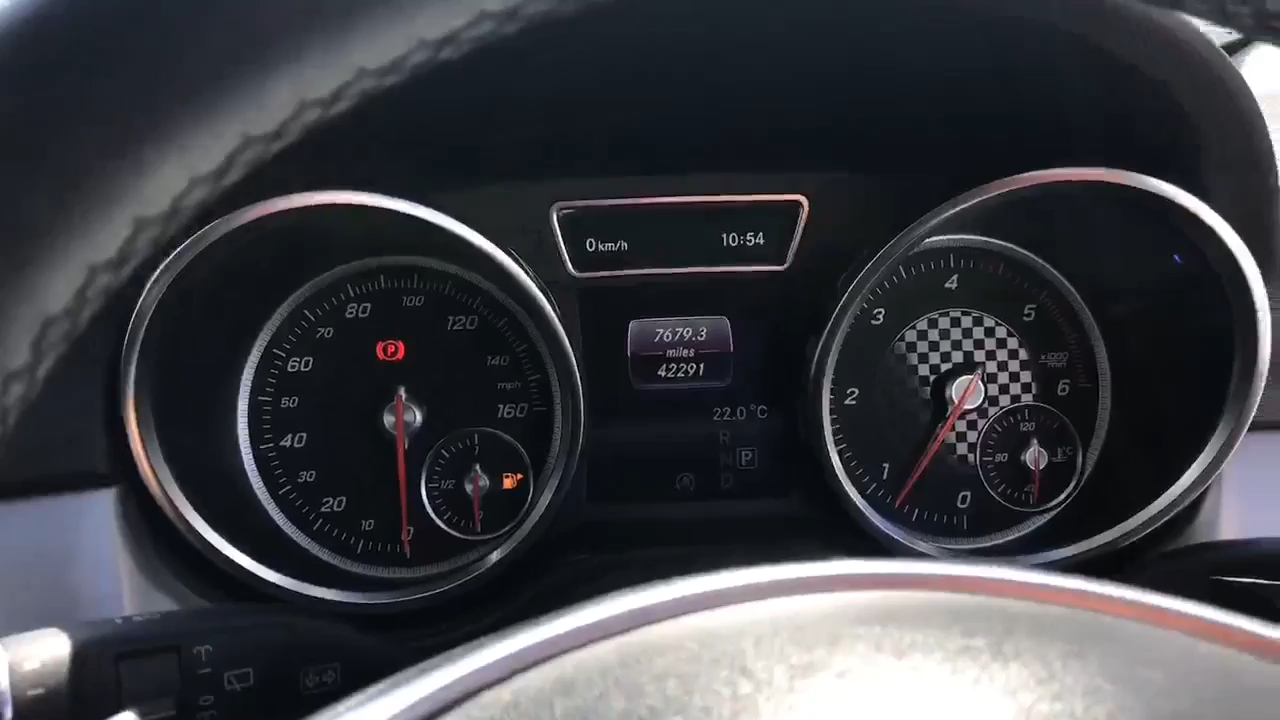 0 km/h 10:54
80 100 120
70 140
60 mph
50 160
40
30
20
10
0
P
1
1/2
0
7679.3
miles
42291
22.0 °C
R
N P
D
4
3 5
x1000
min
2 6
1 0
120
80 °C
40